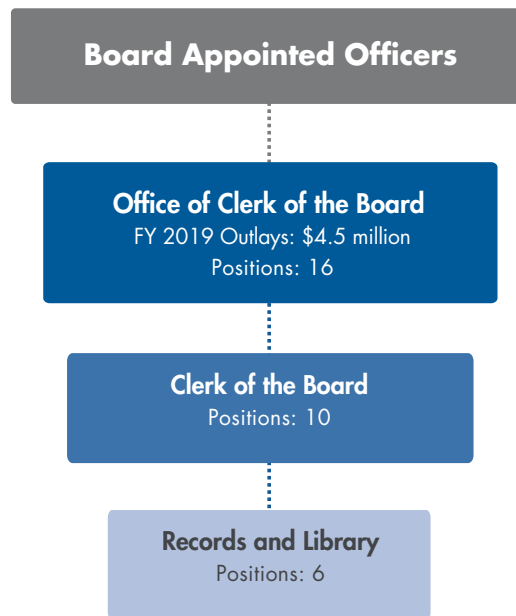 Board Appointed Officers
Office of Clerk of the Board
FY 2019 Outlays: $4.5 million
Positions: 16
Clerk of the Board
Positions: 10
Records and Library
Positions: 6